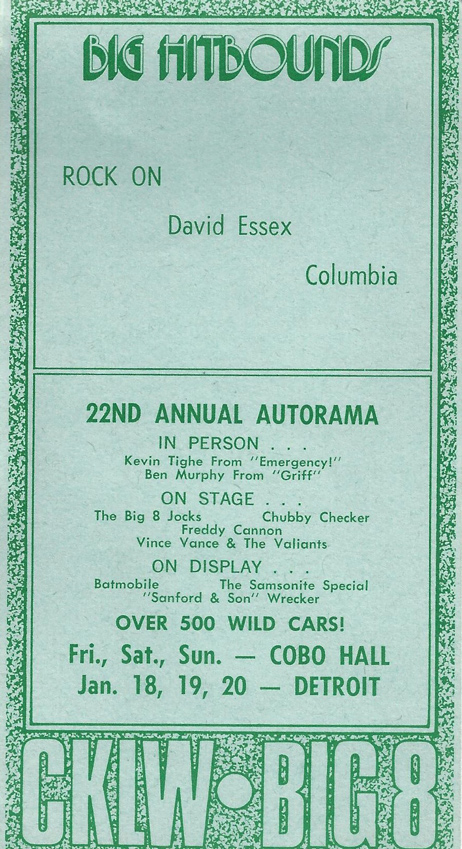 BIG HITBOUNDS
ROCK ON
David Essex
Columbia
22ND ANNUAL AUTORAMA
IN PERSON . . .
Kevin Tighe From "Emergency!"
Ben Murphy From "Griff"
ON STAGE . . .
The Big 8 Jocks Chubby Checker
Freddy Cannon
Vince Vance & The Valiants
ON DISPLAY . . .
Batmobile The Samsonite Special
"Sanford & Son" Wrecker
OVER 500 WILD CARS!
Fri., Sat., Sun. — COBO HALL
Jan. 18, 19, 20 — DETROIT
CKLW•BIG8